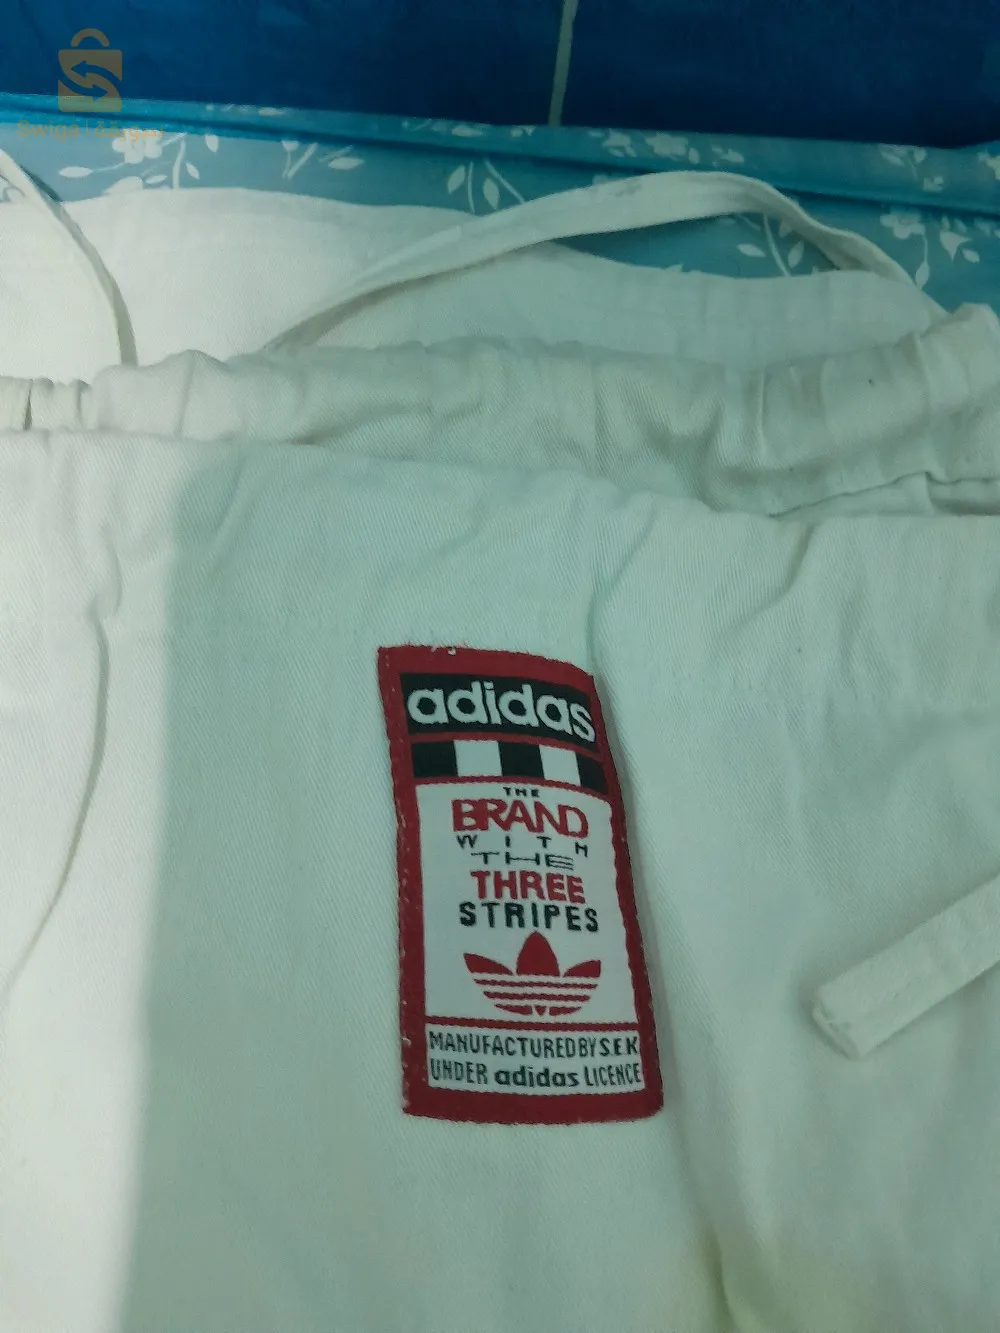 adidas
THE
BRAND
WITH
THE
THREE
STRIPES
MANUFACTURED BY S.E.K
UNDER adidas LICENCE